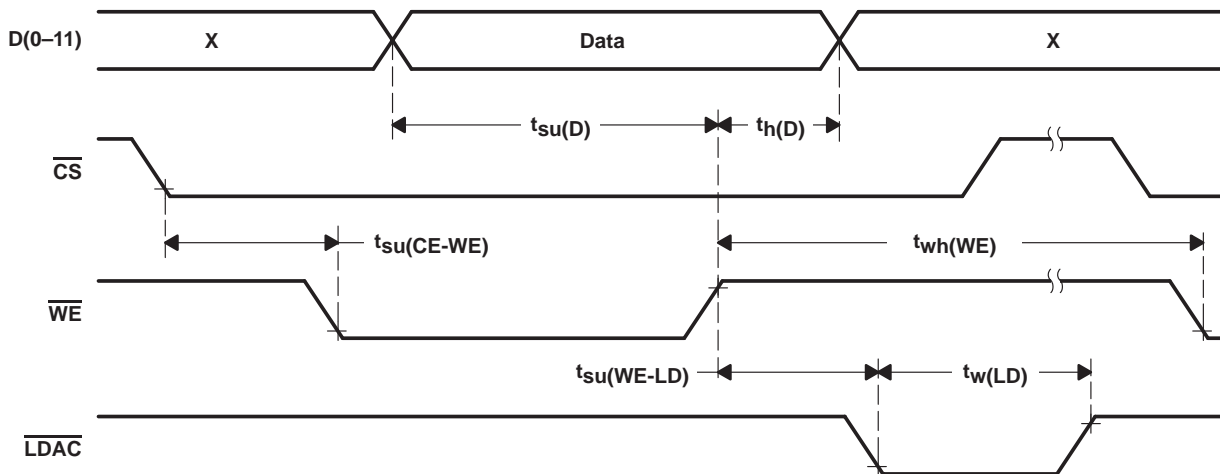 D(0–11)
X
Data
X
tsu(D)
th(D)
CS
tsu(CE-WE)
twh(WE)
WE
tsu(WE-LD)
tw(LD)
LDAC